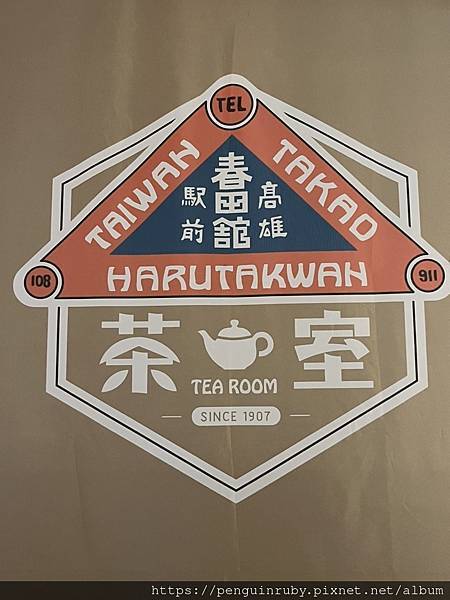 TEL
TAIWAN
TAKAO
駅前
春田館
高雄
108
HARUTAKWAN
911
茶室
TEA ROOM
SINCE 1907
https://penguinruby.pixnet.net/album